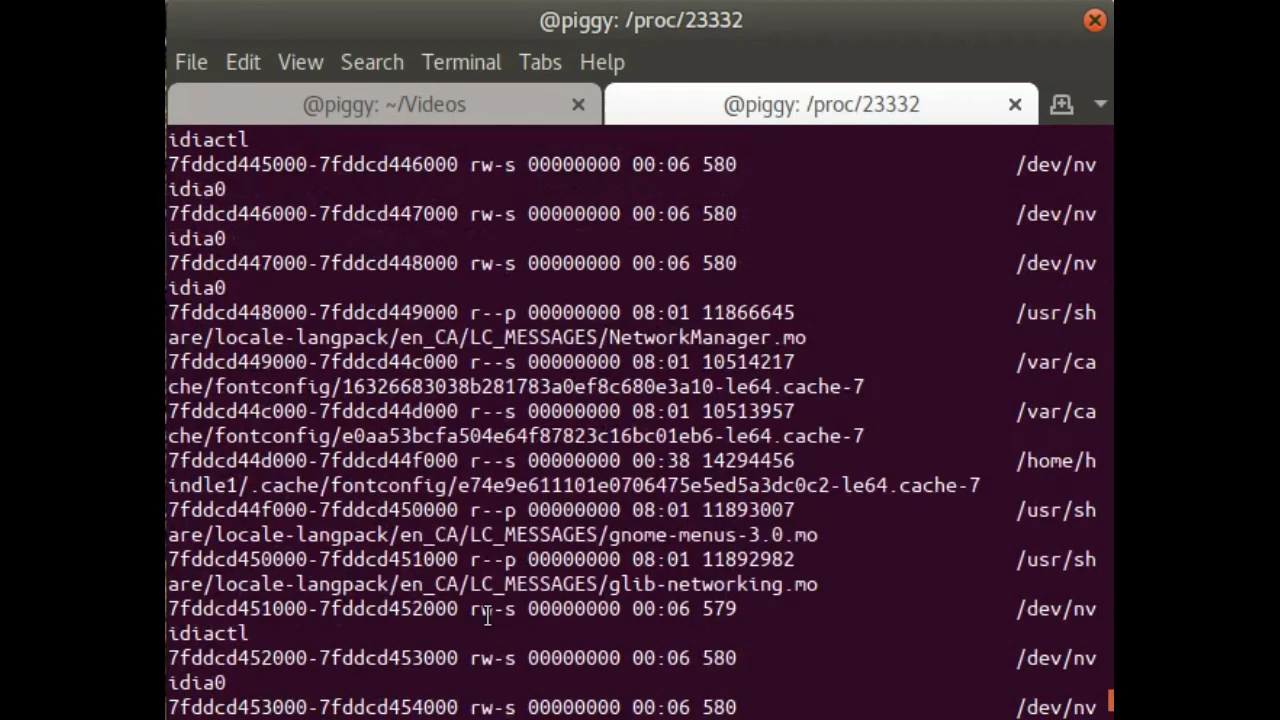 @piggy: /proc/23332
File Edit View Search Terminal Tabs Help
@piggy: ~/Videos @piggy: /proc/23332
idiactl
7fddcd445000-7fddcd446000 rw-s 00000000 00:06 580 /dev/nv
idia0
7fddcd446000-7fddcd447000 rw-s 00000000 00:06 580 /dev/nv
idia0
7fddcd447000-7fddcd448000 rw-s 00000000 00:06 580 /dev/nv
idia0
7fddcd448000-7fddcd449000 r--p 00000000 08:01 11866645 /usr/sh
are/locale-langpack/en_CA/LC_MESSAGES/NetworkManager.mo
7fddcd449000-7fddcd44c000 r--s 00000000 08:01 10514217 /var/ca
che/fontconfig/16326683038b281783a0ef8c680e3a10-le64.cache-7
7fddcd44c000-7fddcd44d000 r--s 00000000 08:01 10513957 /var/ca
che/fontconfig/e0aa53bcfa504e64f87823c16bc01eb6-le64.cache-7
7fddcd44d000-7fddcd44f000 r--s 00000000 00:38 14294456 /home/h
indle1/.cache/fontconfig/e74e9e611101e0706475e5ed5a3dc0c2-le64.cache-7
7fddcd44f000-7fddcd450000 r--p 00000000 08:01 11893007 /usr/sh
are/locale-langpack/en_CA/LC_MESSAGES/gnome-menus-3.0.mo
7fddcd450000-7fddcd451000 r--p 00000000 08:01 11892982 /usr/sh
are/locale-langpack/en_CA/LC_MESSAGES/glib-networking.mo
7fddcd451000-7fddcd452000 rw-s 00000000 00:06 579 /dev/nv
idiactl
7fddcd452000-7fddcd453000 rw-s 00000000 00:06 580 /dev/nv
idia0
7fddcd453000-7fddcd454000 rw-s 00000000 00:06 580 /dev/nv